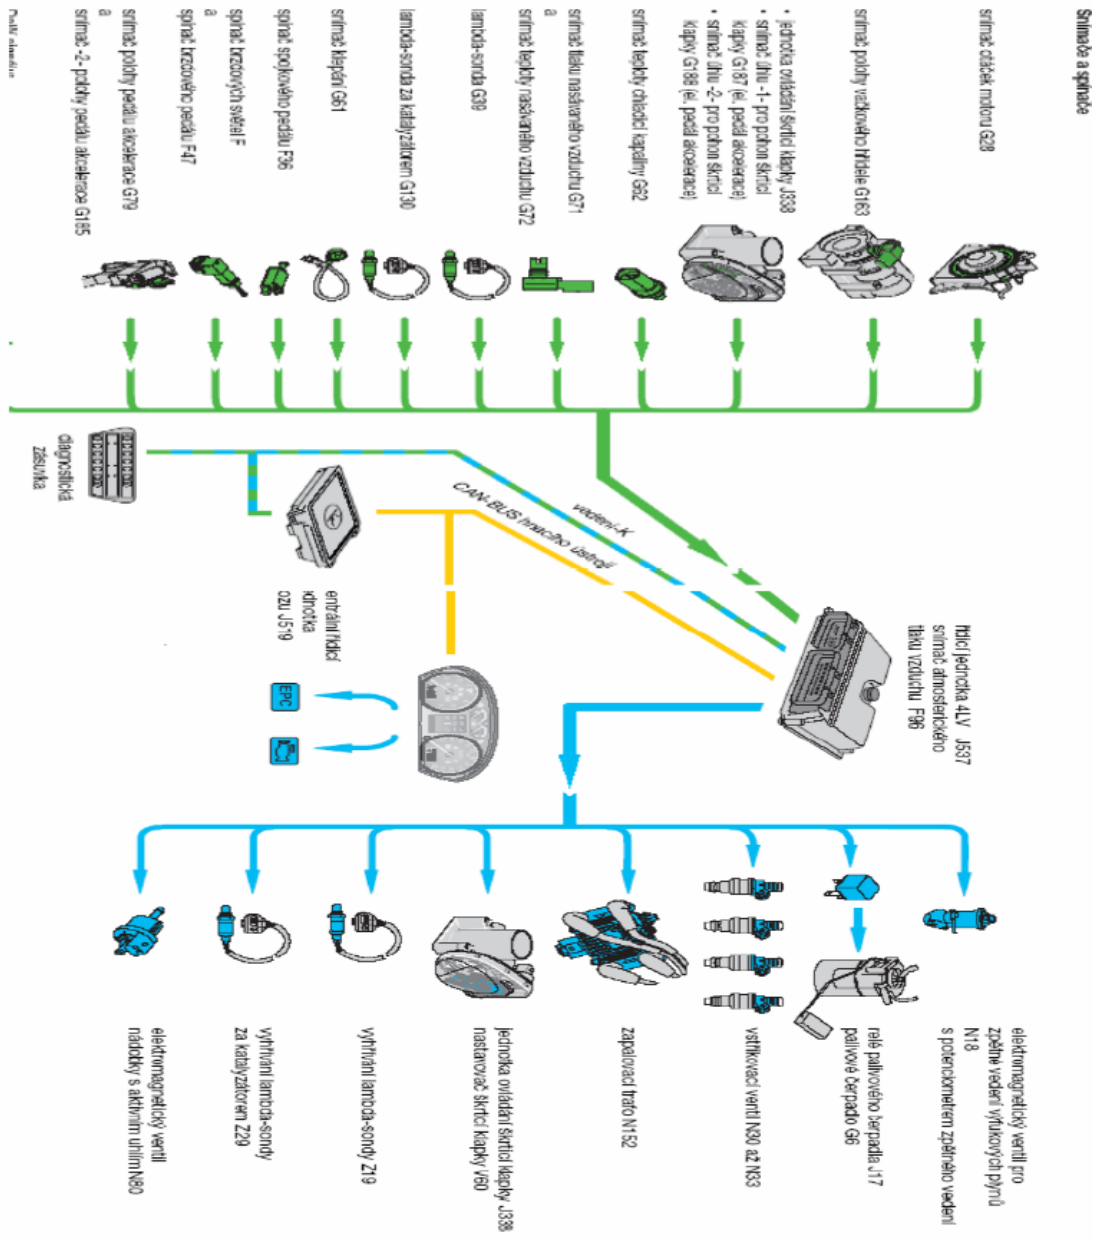 Snímače a spínače
snímač otáček motoru G28
snímač polohy vačkového hřídele G163
• jednotka ovládání škrticí klapky J338
• snímač úhlu -1- pro pohon škrticí
klapky G187 (el. pedál akcelerace)
• snímač úhlu -2- pro pohon škrticí
klapky G188 (el. pedál akcelerace)
snímač teploty chladicí kapaliny G62
snímač tlaku nasávaného vzduchu G71
a
snímač teploty nasávaného vzduchu G72
lambda-sonda G39
lambda-sonda za katalyzátorem G130
snímač klepání G61
spínač spojkového pedálu F36
spínač brzdových světel F
a
spínač brzdového pedálu F47
snímač polohy pedálu akcelerace G79
a
snímač -2- polohy pedálu akcelerace G185
řídicí jednotka 4LV J537
snímač atmosferického
tlaku vzduchu F96
vedení-K
CAN-BUS hnacího ústrojí
entrální řídicí
dnotka
ozu J519
diagnostická
zásuvka
EPC
elektromagnetický ventil pro
zpětné vedení výfukových plynů
N18
s potenciometrem zpětného vedení
relé palivového čerpadla J17
palivové čerpadlo G6
vstřikovací ventil N30 až N33
zapalovací trafo N152
jednotka ovládání škrticí klapky J338
nastavovač škrticí klapky V60
vyhřívání lambda-sondy Z19
vyhřívání lambda-sondy
za katalyzátorem Z29
elektromagnetický ventil
nádobky s aktivním uhlím N80